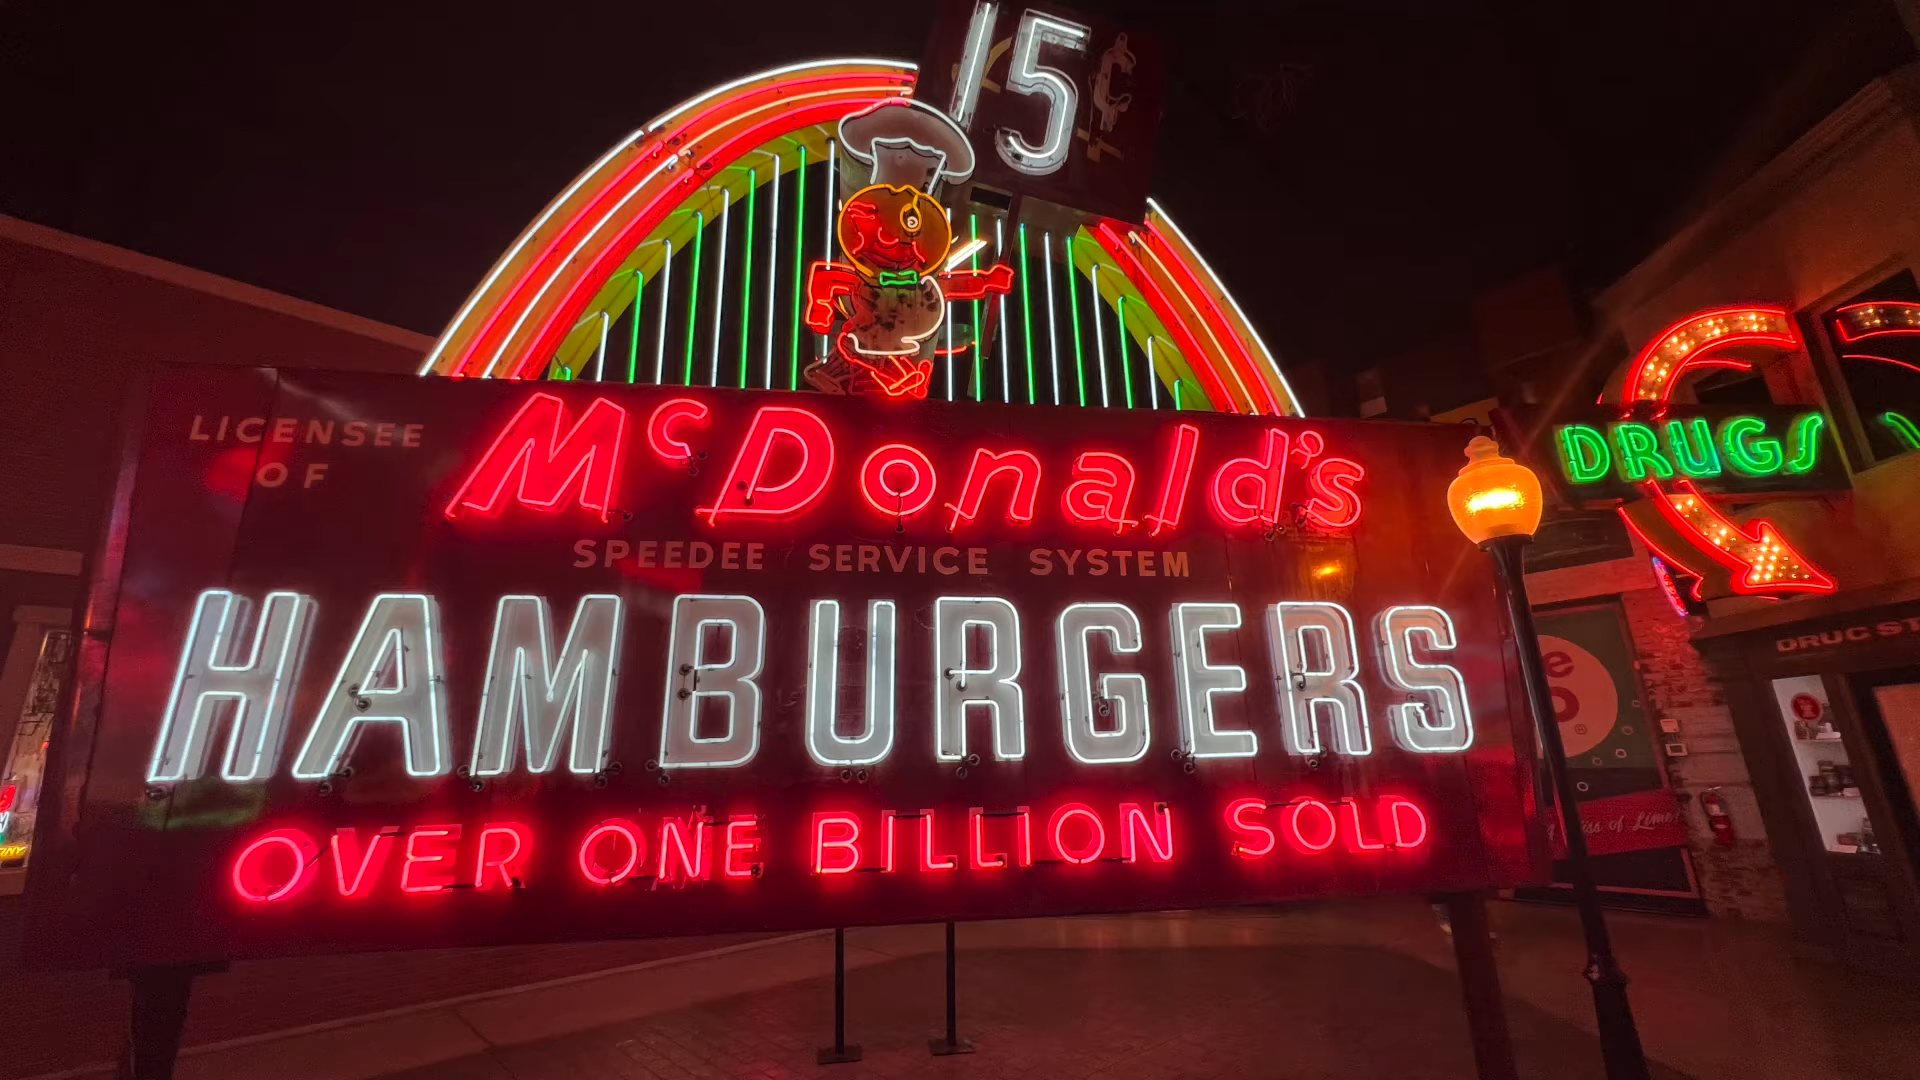 15¢
LICENSEE
OF
McDonald's
SPEEDEE SERVICE SYSTEM
HAMBURGERS
OVER ONE BILLION SOLD
DRUGS
DRUG ST